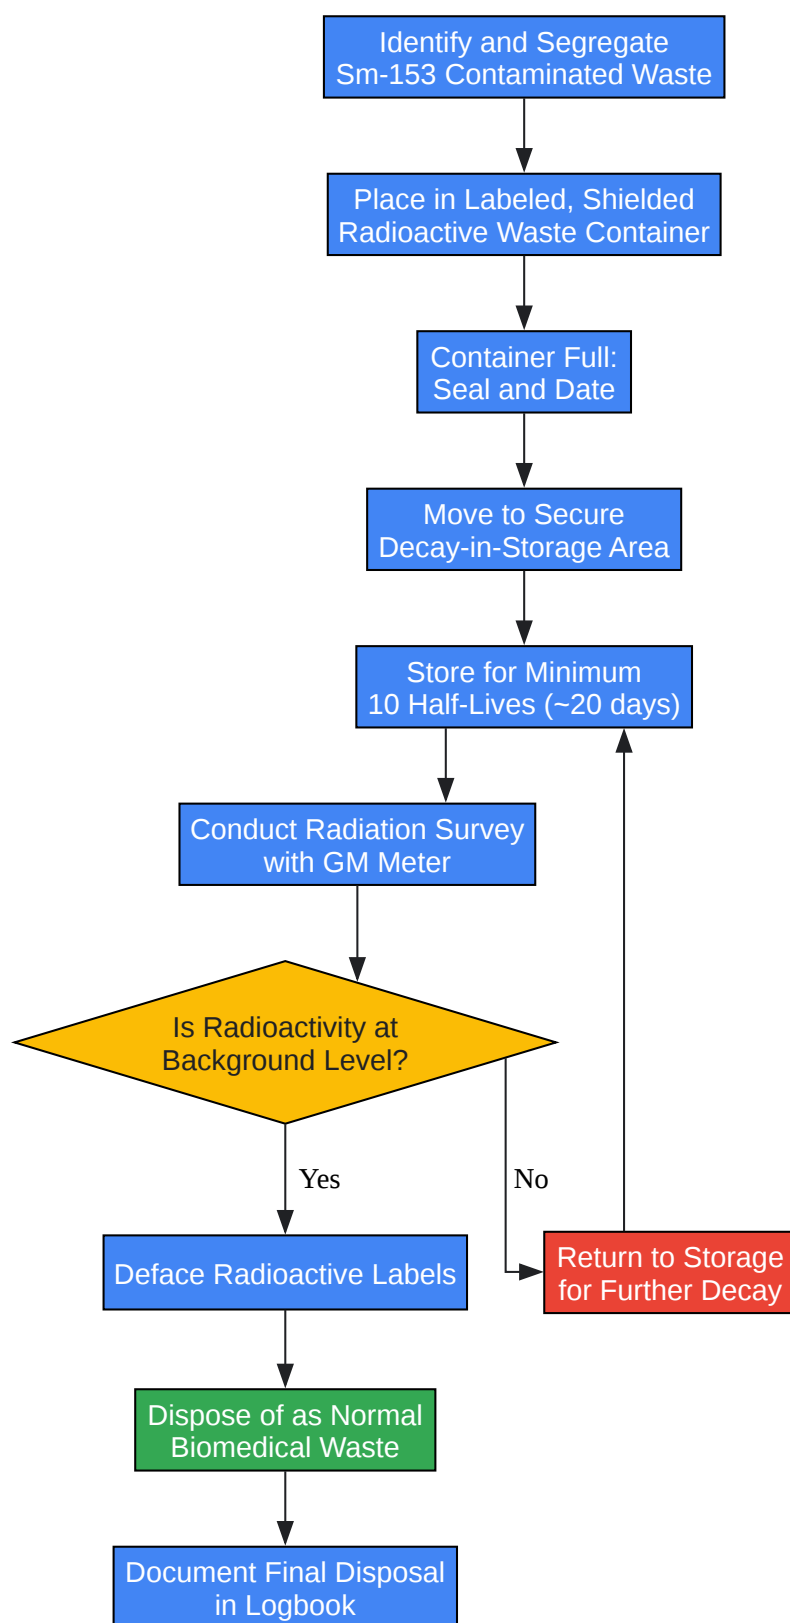 Identify and Segregate
Sm-153 Contaminated Waste
Place in Labeled, Shielded
Radioactive Waste Container
Container Full:
Seal and Date
Move to Secure
Decay-in-Storage Area
Store for Minimum
10 Half-Lives (~20 days)
Conduct Radiation Survey
with GM Meter
Is Radioactivity at
Background Level?
Yes
No
Deface Radioactive Labels
Return to Storage
for Further Decay
Dispose of as Normal
Biomedical Waste
Document Final Disposal
in Logbook